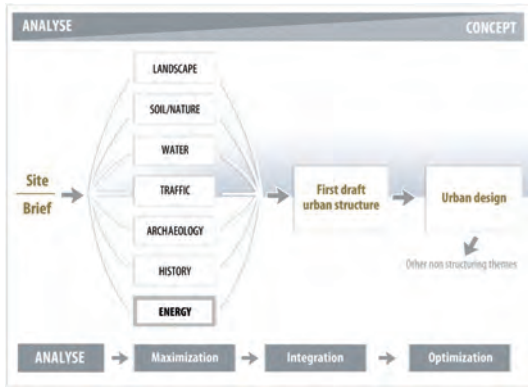 ANALYSE
CONCEPT
LANDSCAPE
SOIL/NATURE
WATER
Site
Brief
TRAFFIC
ARCHAEOLOGY
HISTORY
ENERGY
First draft
urban structure
Urban design
Other non structuring themes
ANALYSE
Maximization
Integration
Optimization